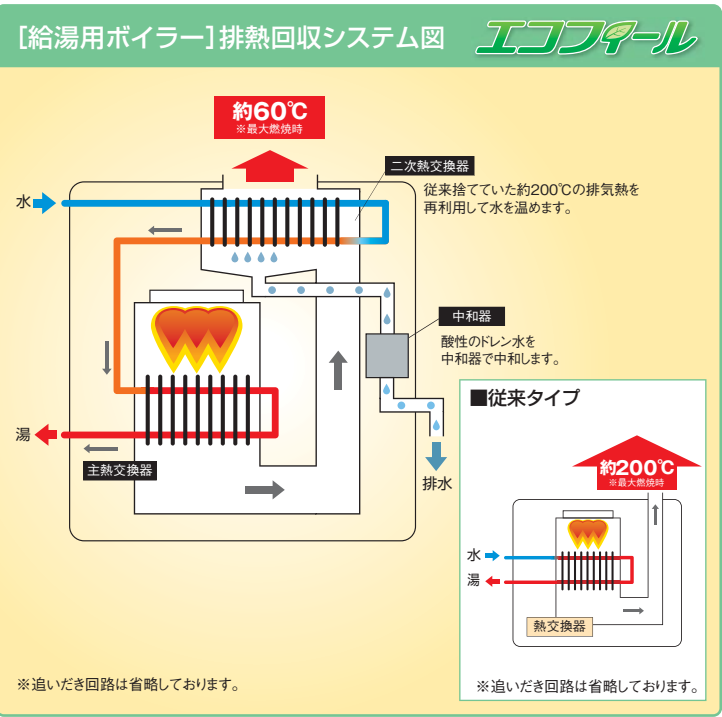 [給湯用ボイラー]排熱回収システム図
エコフィール
約60℃
※最大燃焼時
二次熱交換器
従来捨てていた約200℃の排気熱を
再利用して水を温めます。
水
中和器
酸性のドレン水を
中和器で中和します。
湯
主熱交換器
排水
■従来タイプ
約200℃
※最大燃焼時
水
湯
熱交換器
※追いだき回路は省略しております。
※追いだき回路は省略しております。